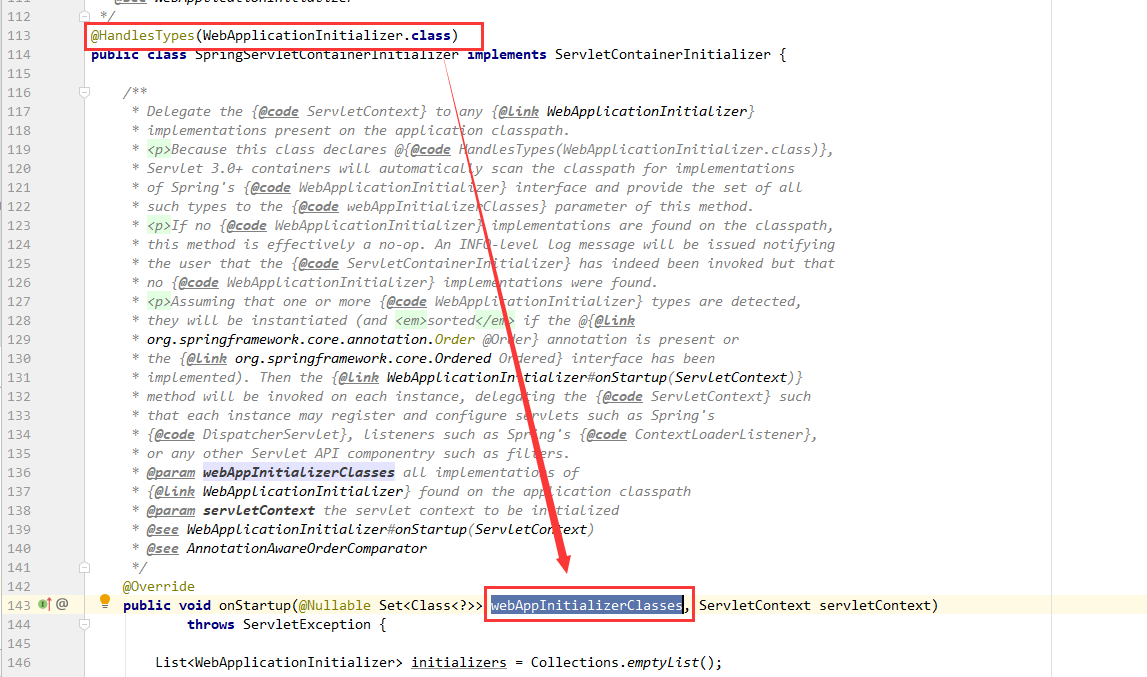 111 * @see WebApplicationInitializer
112 */
113 @HandlesTypes(WebApplicationInitializer.class)
114 public class SpringServletContainerInitializer implements ServletContainerInitializer {
115
116 /**
117 * Delegate the {@code ServletContext} to any {@link WebApplicationInitializer}
118 * implementations present on the application classpath.
119 * <p>Because this class declares @{@code HandlesTypes(WebApplicationInitializer.class)},
120 * Servlet 3.0+ containers will automatically scan the classpath for implementations
121 * of Spring's {@code WebApplicationInitializer} interface and provide the set of all
122 * such types to the {@code webAppInitializerClasses} parameter of this method.
123 * <p>If no {@code WebApplicationInitializer} implementations are found on the classpath,
124 * this method is effectively a no-op. An INFO-level log message will be issued notifying
125 * the user that the {@code ServletContainerInitializer} has indeed been invoked but that
126 * no {@code WebApplicationInitializer} implementations were found.
127 * <p>Assuming that one or more {@code WebApplicationInitializer} types are detected,
128 * they will be instantiated (and <em>sorted</em> if the @{@link
129 * org.springframework.core.annotation.Order @Order} annotation is present or
130 * the {@link org.springframework.core.Ordered Ordered} interface has been
131 * implemented). Then the {@link WebApplicationInitializer#onStartup(ServletContext)}
132 * method will be invoked on each instance, delegating the {@code ServletContext} such
133 * that each instance may register and configure servlets such as Spring's
134 * {@code DispatcherServlet}, listeners such as Spring's {@code ContextLoaderListener},
135 * or any other Servlet API componentry such as filters.
136 * @param webAppInitializerClasses all implementations of
137 * {@link WebApplicationInitializer} found on the application classpath
138 * @param servletContext the servlet context to be initialized
139 * @see WebApplicationInitializer#onStartup(ServletContext)
140 * @see AnnotationAwareOrderComparator
141 */
142 @Override
143 @ public void onStartup(@Nullable Set<Class<?>> webAppInitializerClasses, ServletContext servletContext)
144 throws ServletException {
145
146 List<WebApplicationInitializer> initializers = Collections.emptyList();